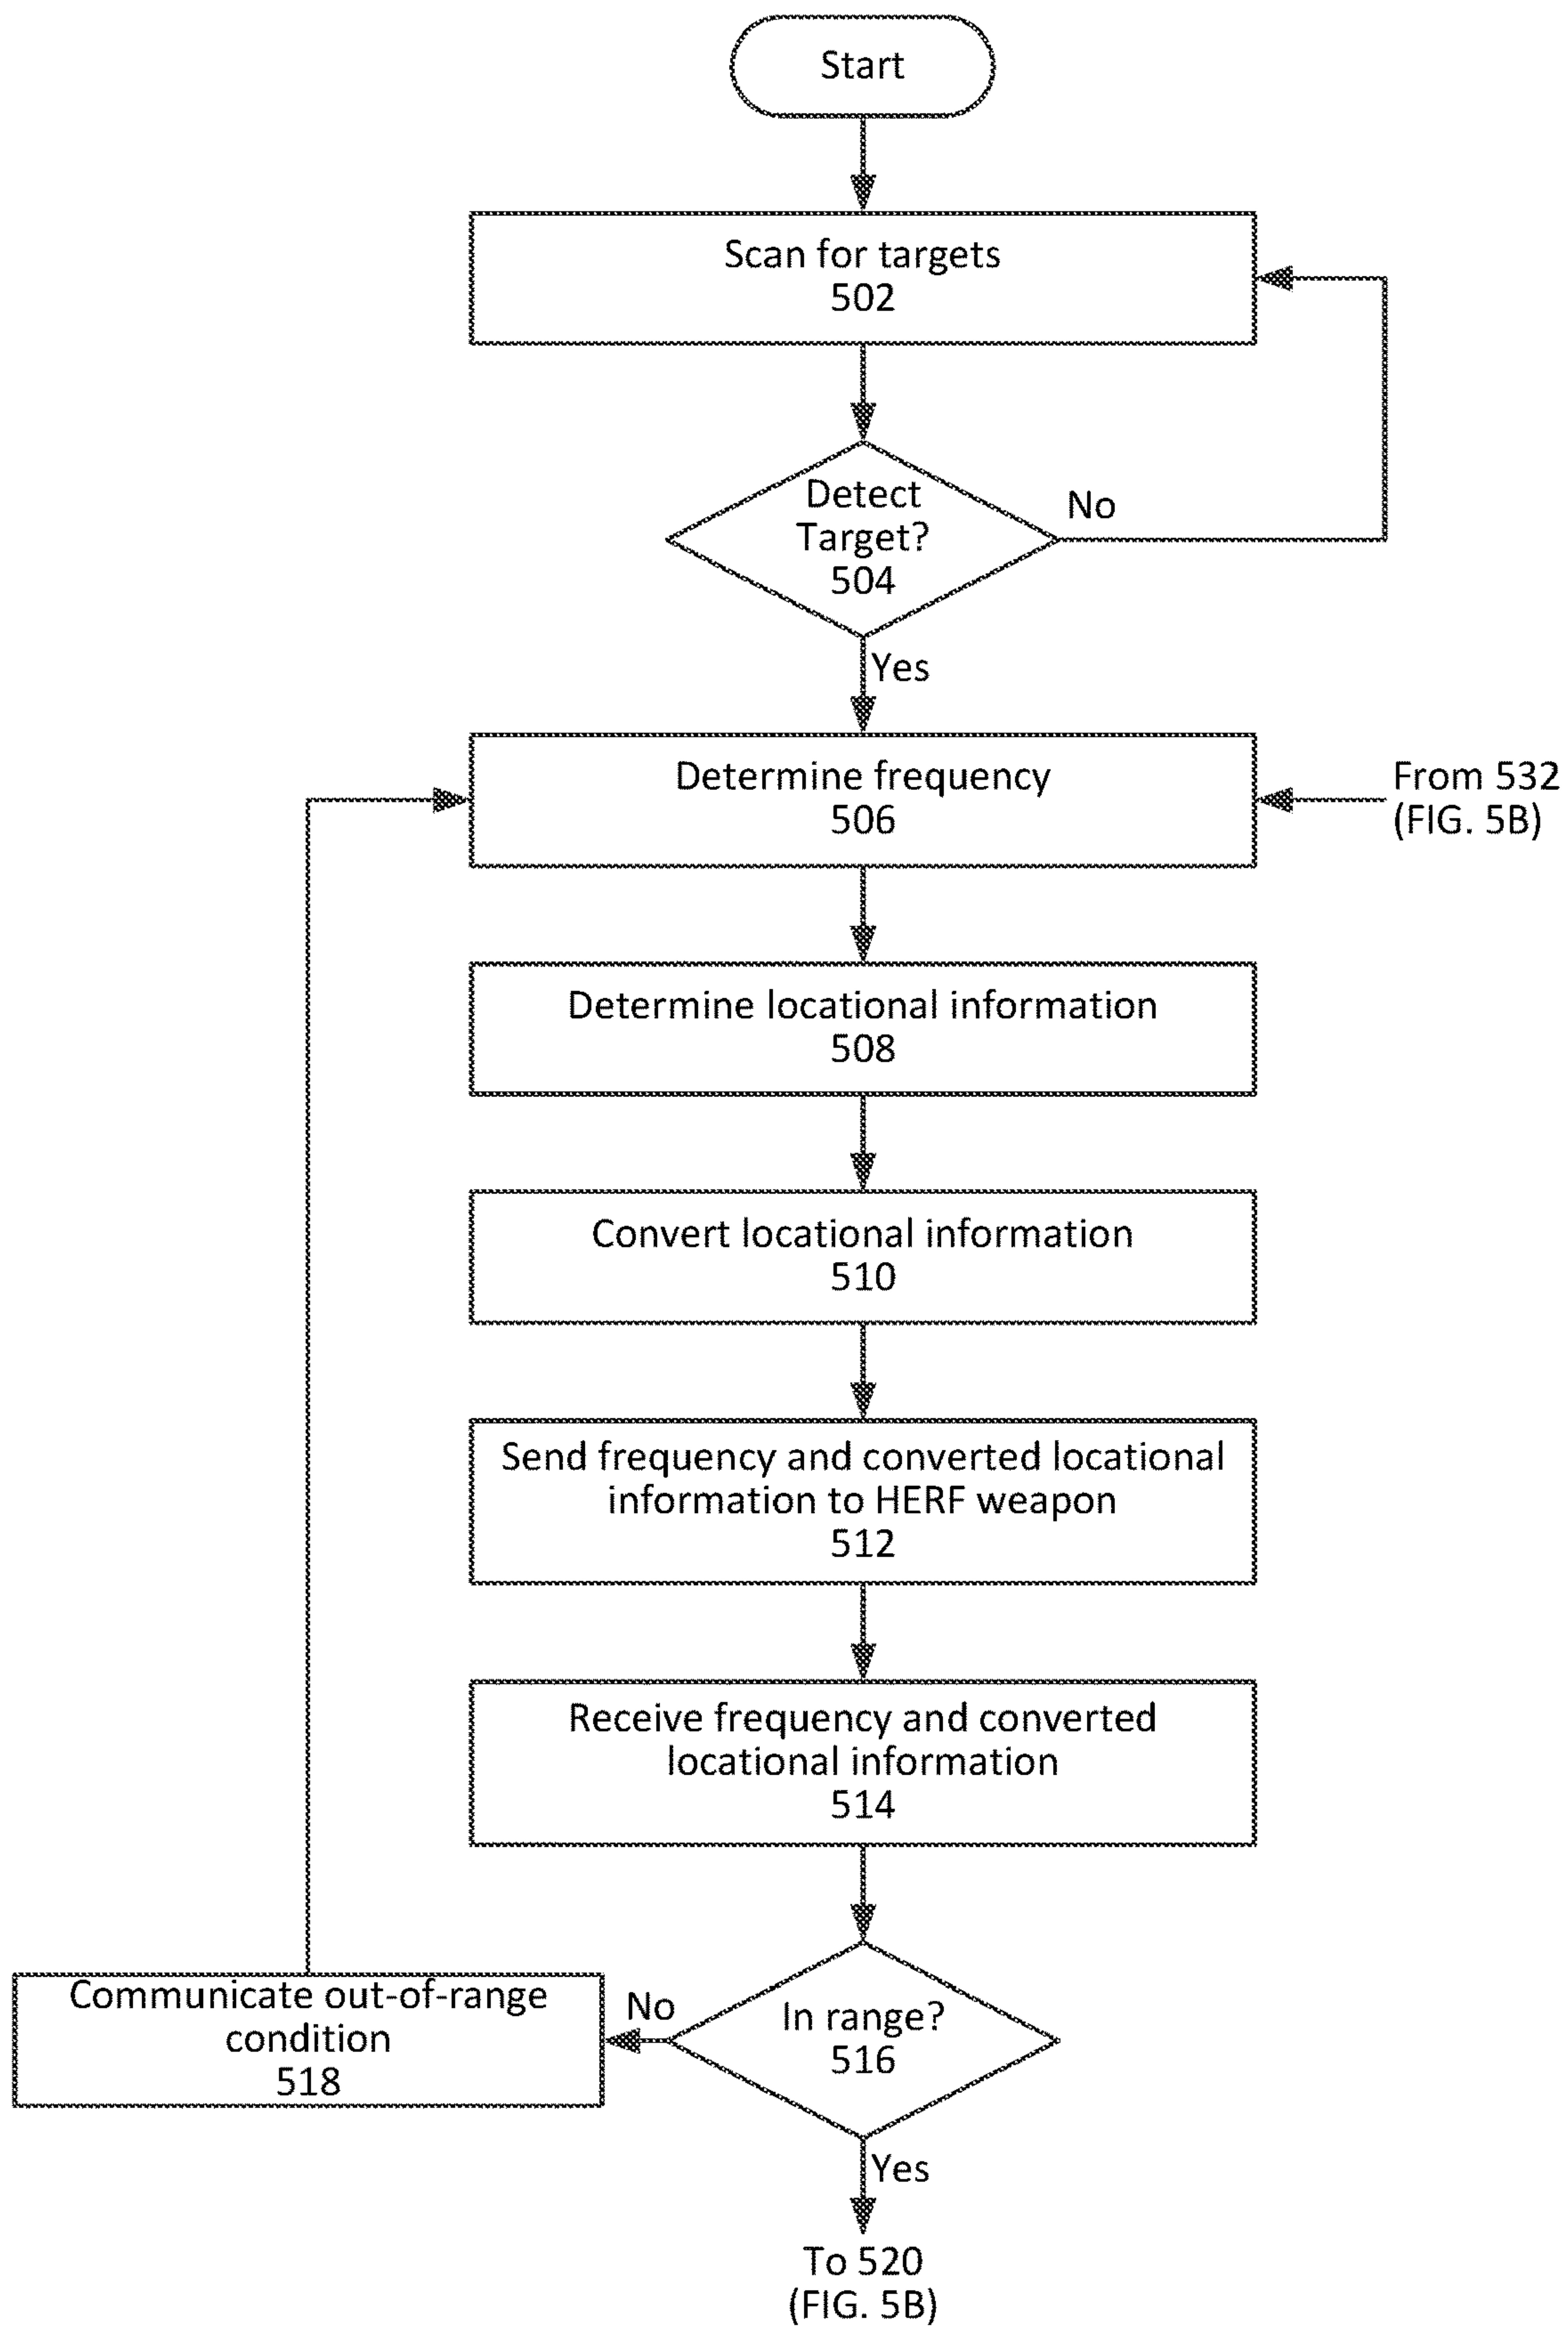 Start
Scan for targets
502
Detect
Target?
504
No
Yes
Determine frequency
506
From 532
(FIG. 5B)
Determine locational information
508
Convert locational information
510
Send frequency and converted locational
information to HERF weapon
512
Receive frequency and converted
locational information
514
In range?
516
No
Communicate out-of-range
condition
518
Yes
To 520
(FIG. 5B)